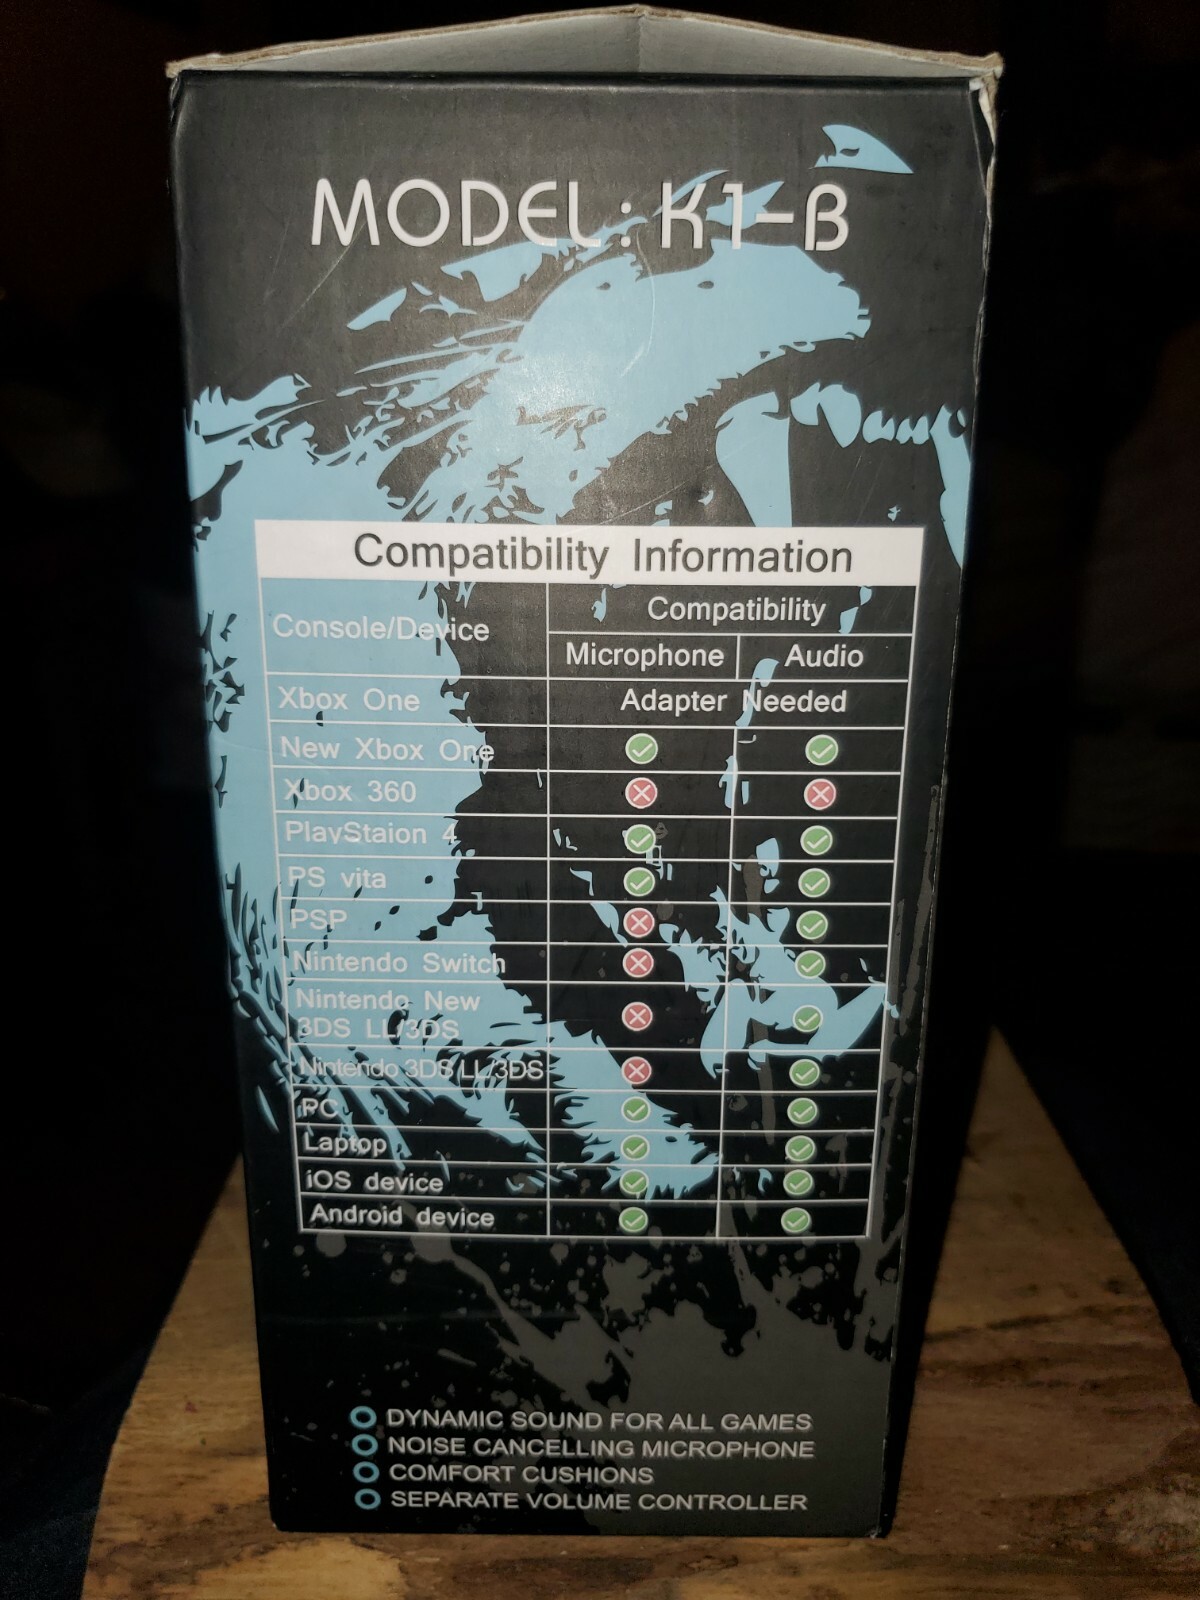 MODEL: K1-B
Compatibility Information
Console/Device
Compatibility
Microphone Audio
Xbox One Adapter Needed
New Xbox One
Xbox 360
PlayStaion 4
PS vita
PSP
Nintendo Switch
Nintendo New
3DS LL/3DS
Nintendo 3DS LL/3DS
PC
Laptop
iOS device
Android device
DYNAMIC SOUND FOR ALL GAMES
NOISE CANCELLING MICROPHONE
COMFORT CUSHIONS
SEPARATE VOLUME CONTROLLER